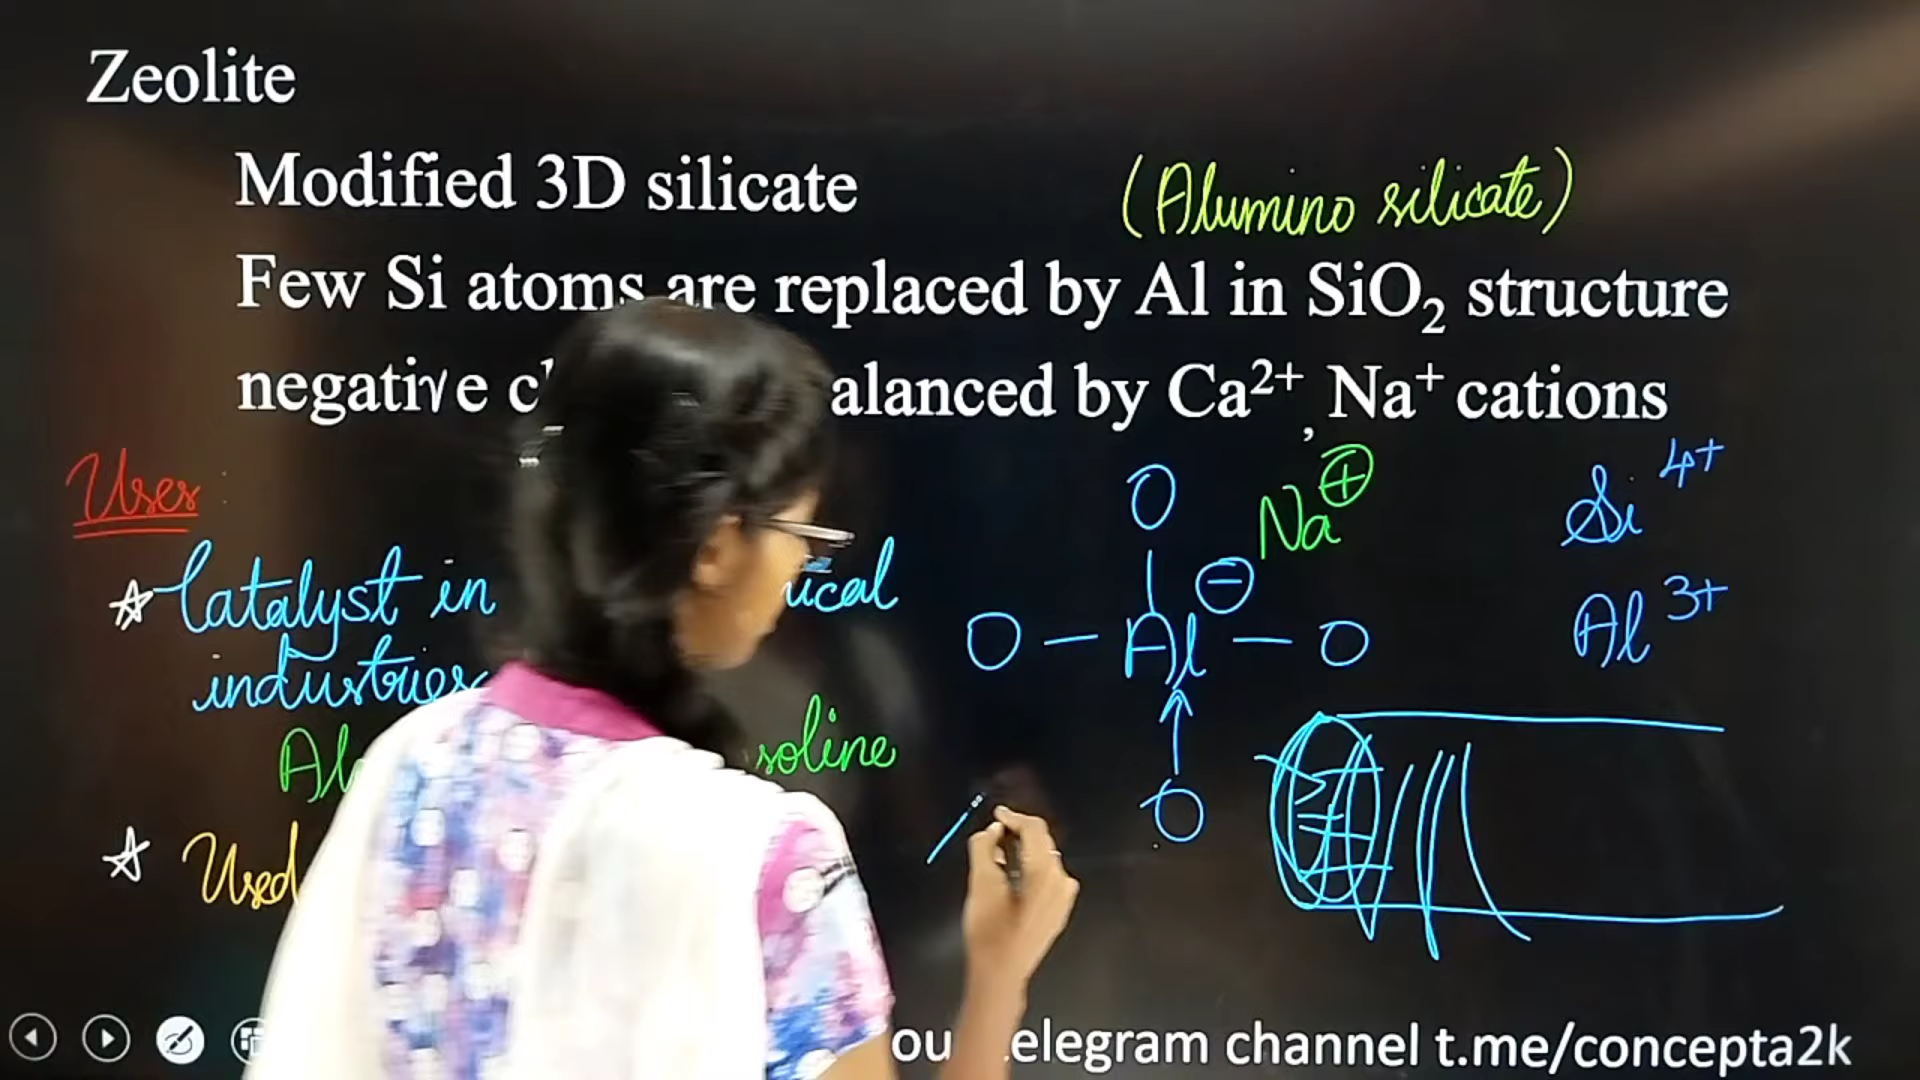 Zeolite
Modified 3D silicate
(Alumino silicate)
Few Si atoms are replaced by Al in SiO₂ structure
negative alanced by Ca²⁺, Na⁺ cations
Uses :
☆ Catalyst in ical
industries
Al soline
☆ Used
O
Na⊕
⊖
O – Al – O
O
Si⁴⁺
Al³⁺
ou elegram channel t.me/concepta2k